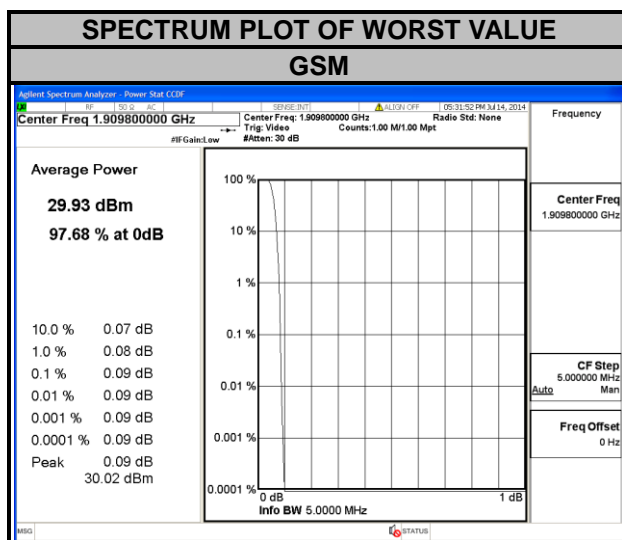 SPECTRUM PLOT OF WORST VALUE
GSM
Agilent Spectrum Analyzer - Power Stat CCDF
RF 50 Ω AC SENSE:INT ALIGN OFF 05:31:52 PM Jul 14, 2014
Center Freq 1.909800000 GHz
Center Freq: 1.909800000 GHz Radio Std: None
Trig: Video Counts:1.00 M/1.00 Mpt
#IFGain:Low #Atten: 30 dB
Frequency
Average Power
29.93 dBm
97.68 % at 0dB
10.0 % 0.07 dB
1.0 % 0.08 dB
0.1 % 0.09 dB
0.01 % 0.09 dB
0.001 % 0.09 dB
0.0001 % 0.09 dB
Peak 0.09 dB
30.02 dBm
100 %
10 %
1 %
0.1 %
0.01 %
0.001 %
0.0001 %
0 dB 1 dB
Info BW 5.0000 MHz
Center Freq
1.909800000 GHz
CF Step
5.000000 MHz
Auto Man
Freq Offset
0 Hz
MSG STATUS